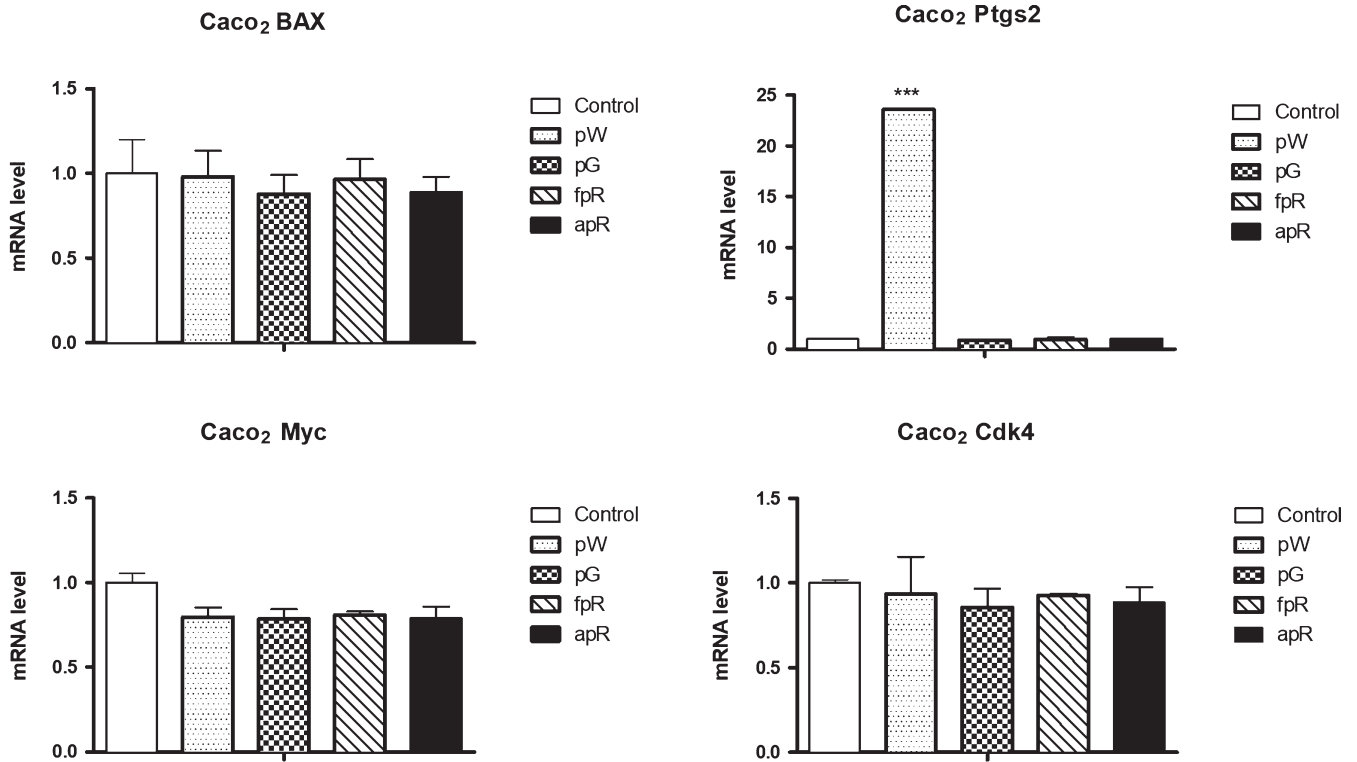 Caco2 BAX
1.5
1.0
0.5
0.0
mRNA level
Control
pW
pG
fpR
apR
Caco2 Ptgs2
25
20
15
10
5
0
mRNA level
***
Control
pW
pG
fpR
apR
Caco2 Myc
1.5
1.0
0.5
0.0
mRNA level
Control
pW
pG
fpR
apR
Caco2 Cdk4
1.5
1.0
0.5
0.0
mRNA level
Control
pW
pG
fpR
apR